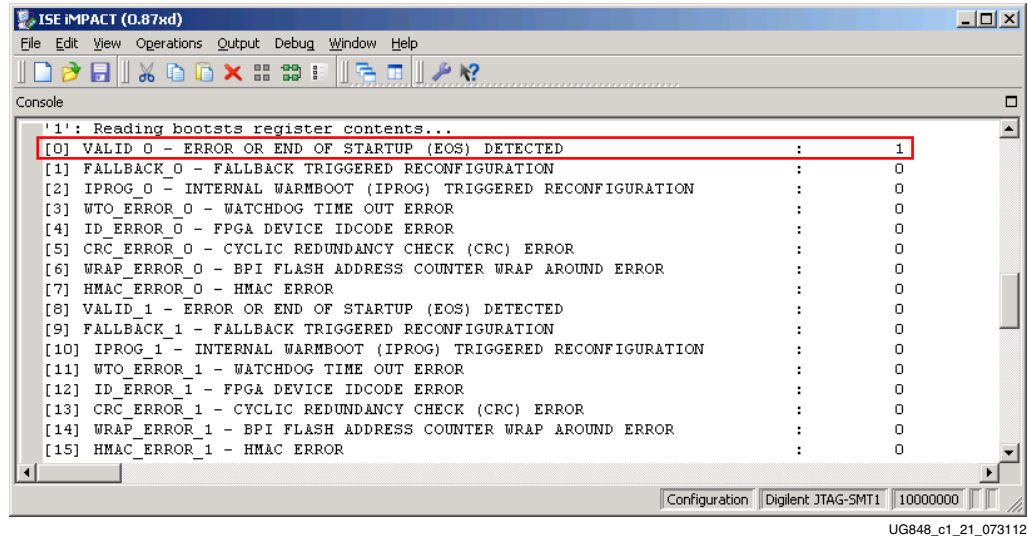 ISE iMPACT (0.87xd)
File Edit View Operations Output Debug Window Help
Console
'1': Reading bootsts register contents...
[0] VALID_0 - ERROR OR END OF STARTUP (EOS) DETECTED : 1
[1] FALLBACK_0 - FALLBACK TRIGGERED RECONFIGURATION : 0
[2] IPROG_0 - INTERNAL WARMBOOT (IPROG) TRIGGERED RECONFIGURATION : 0
[3] WTO_ERROR_0 - WATCHDOG TIME OUT ERROR : 0
[4] ID_ERROR_0 - FPGA DEVICE IDCODE ERROR : 0
[5] CRC_ERROR_0 - CYCLIC REDUNDANCY CHECK (CRC) ERROR : 0
[6] WRAP_ERROR_0 - BPI FLASH ADDRESS COUNTER WRAP AROUND ERROR : 0
[7] HMAC_ERROR_0 - HMAC ERROR : 0
[8] VALID_1 - ERROR OR END OF STARTUP (EOS) DETECTED : 0
[9] FALLBACK_1 - FALLBACK TRIGGERED RECONFIGURATION : 0
[10] IPROG_1 - INTERNAL WARMBOOT (IPROG) TRIGGERED RECONFIGURATION : 0
[11] WTO_ERROR_1 - WATCHDOG TIME OUT ERROR : 0
[12] ID_ERROR_1 - FPGA DEVICE IDCODE ERROR : 0
[13] CRC_ERROR_1 - CYCLIC REDUNDANCY CHECK (CRC) ERROR : 0
[14] WRAP_ERROR_1 - BPI FLASH ADDRESS COUNTER WRAP AROUND ERROR : 0
[15] HMAC_ERROR_1 - HMAC ERROR : 0
Configuration Digilent JTAG-SMT1 10000000
UG848_c1_21_073112